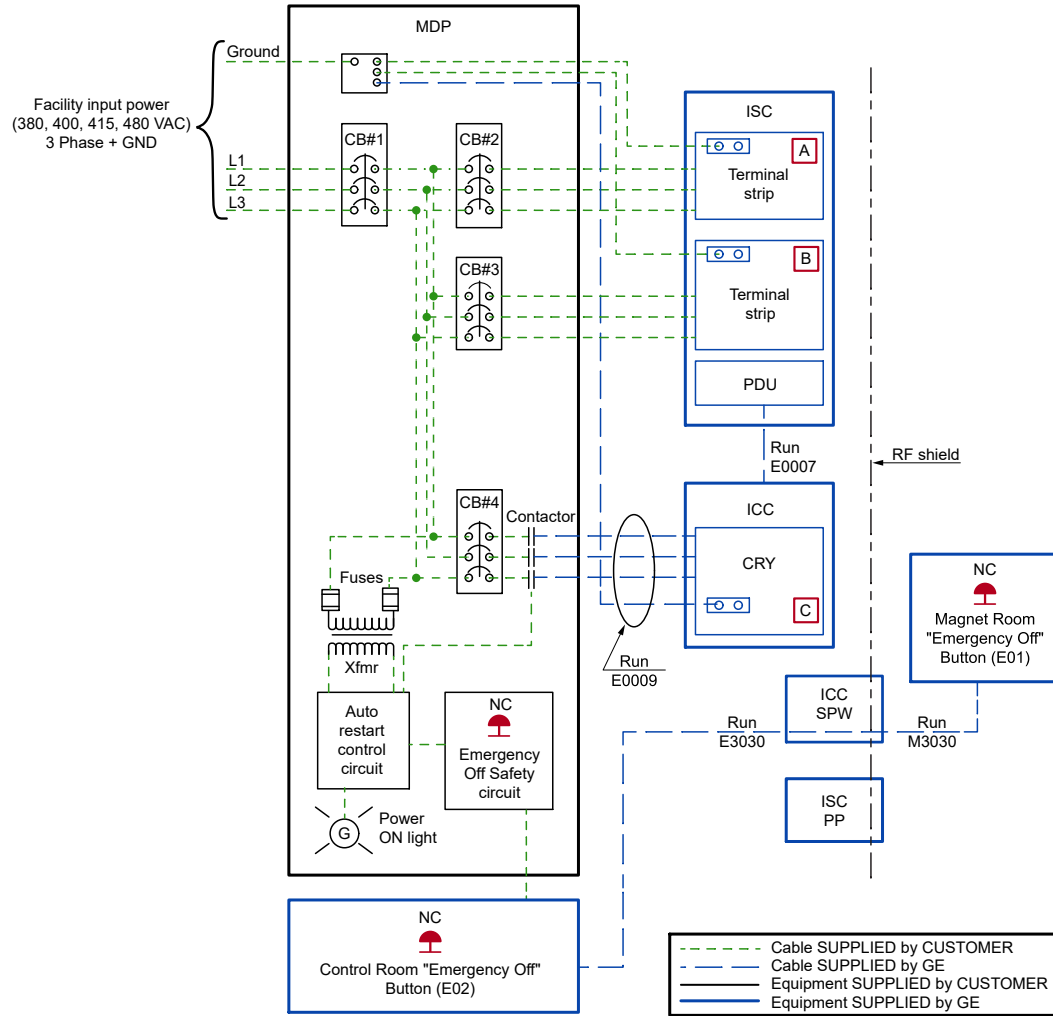 MDP
Ground
Facility input power
(380, 400, 415, 480 VAC)
3 Phase + GND
L1
L2
L3
CB#1
CB#2
CB#3
CB#4
Contactor
Fuses
Xfmr
Auto
restart
control
circuit
NC
Emergency
Off Safety
circuit
G
Power
ON light
ISC
A
Terminal
strip
B
Terminal
strip
PDU
Run
E0007
RF shield
ICC
CRY
C
Run
E0009
NC
Magnet Room
"Emergency Off"
Button (E01)
ICC
SPW
Run
E3030
Run
M3030
ISC
PP
NC
Control Room "Emergency Off"
Button (E02)
Cable SUPPLIED by CUSTOMER
Cable SUPPLIED by GE
Equipment SUPPLIED by CUSTOMER
Equipment SUPPLIED by GE